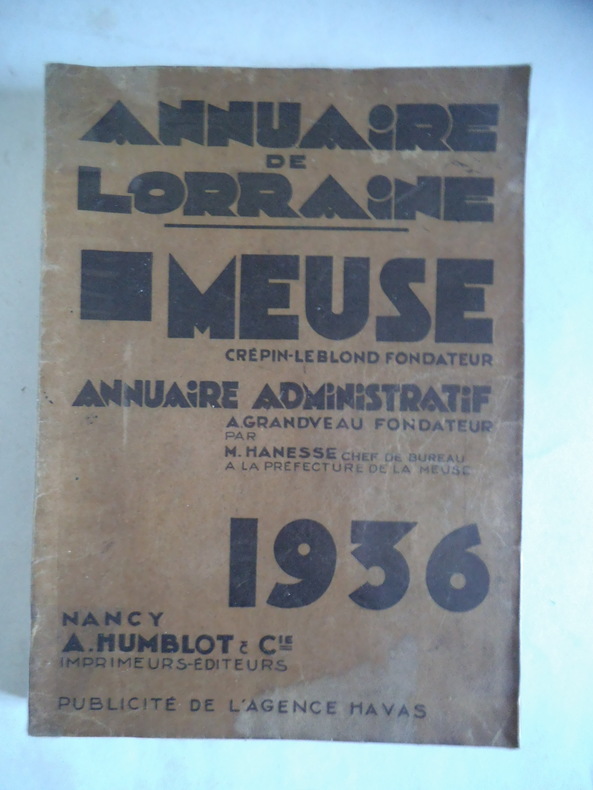 ANNUAiRE
DE
LORRAiNE
MEUSE
CRÉPIN-LEBLOND FONDATEUR
ANNUAiRE ADMiNiSTRATiF
A. GRANDVEAU FONDATEUR
PAR
M. HANESSE CHEF DE BUREAU
A LA PRÉFECTURE DE LA MEUSE
1936
NANCY
A. HUMBLOT & CIE
IMPRIMEURS-ÉDITEURS
PUBLICITÉ DE L'AGENCE HAVAS